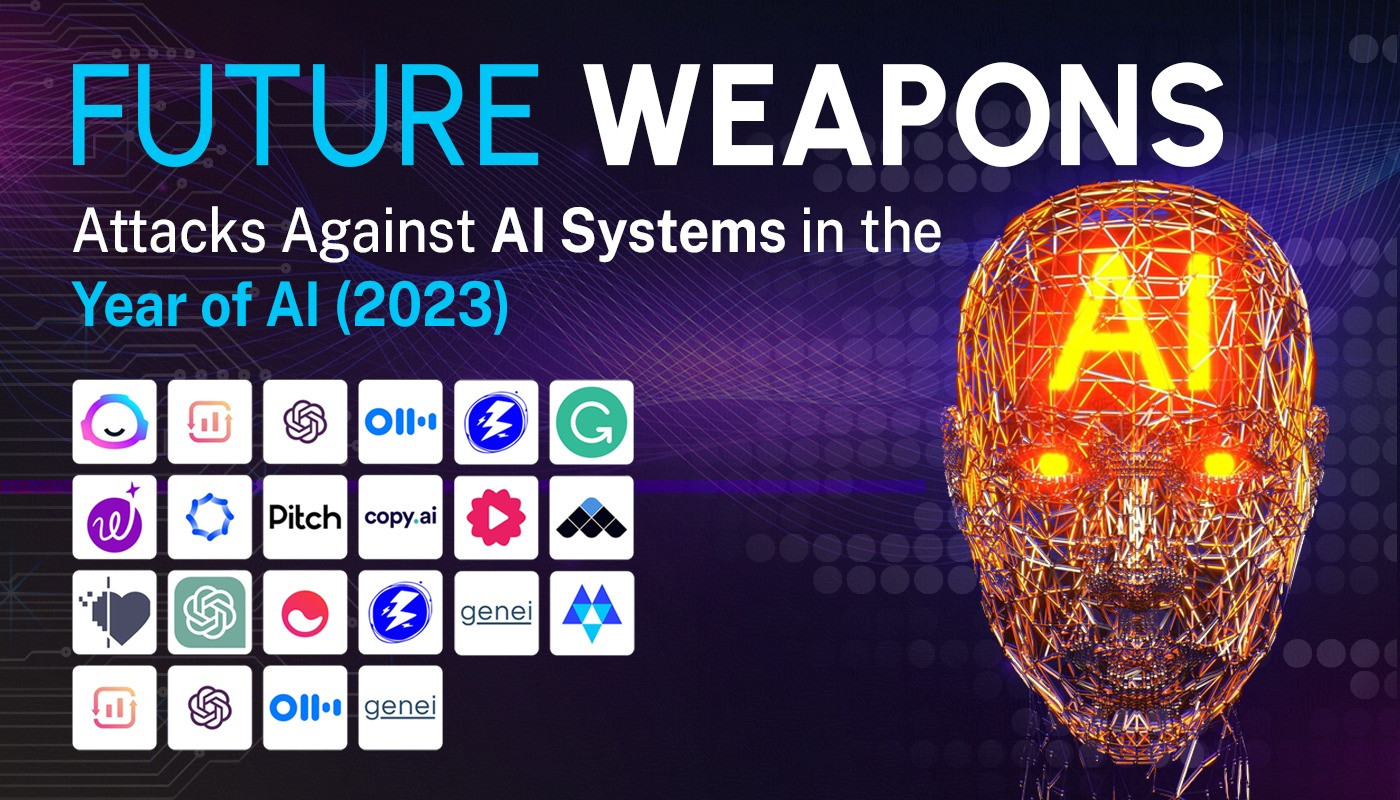 FUTURE WEAPONS
Attacks Against AI Systems in the
Year of AI (2023)
AI
Pitch
copy.ai
genei
genei